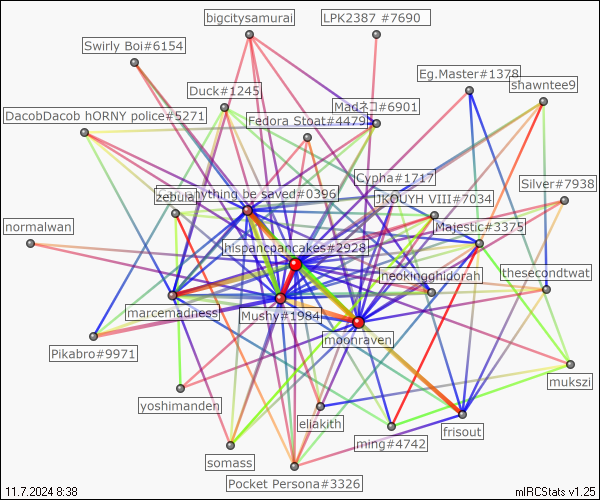 bigcitysamurai
LPK2387 #7690
Swirly Boi#6154
Eg.Master#1378
shawntee9
Duck#1245
Madネコ#6901
DacobDacob hORNY police#5271
Fedora Stoat#4479
Cypha#1717
Silver#7938
zebula
ything be saved#0396
JKOUYH VIII#7034
normalwan
Majestic#3375
hispancpancakes#2928
neokingghidorah
thesecondtwat
marcemadness
Mushy#1984
moonraven
Pikabro#9971
mukszi
yoshimanden
eliakith
frisout
ming#4742
somass
Pocket Persona#3326
11.7.2024 8:38
mIRCStats v1.25